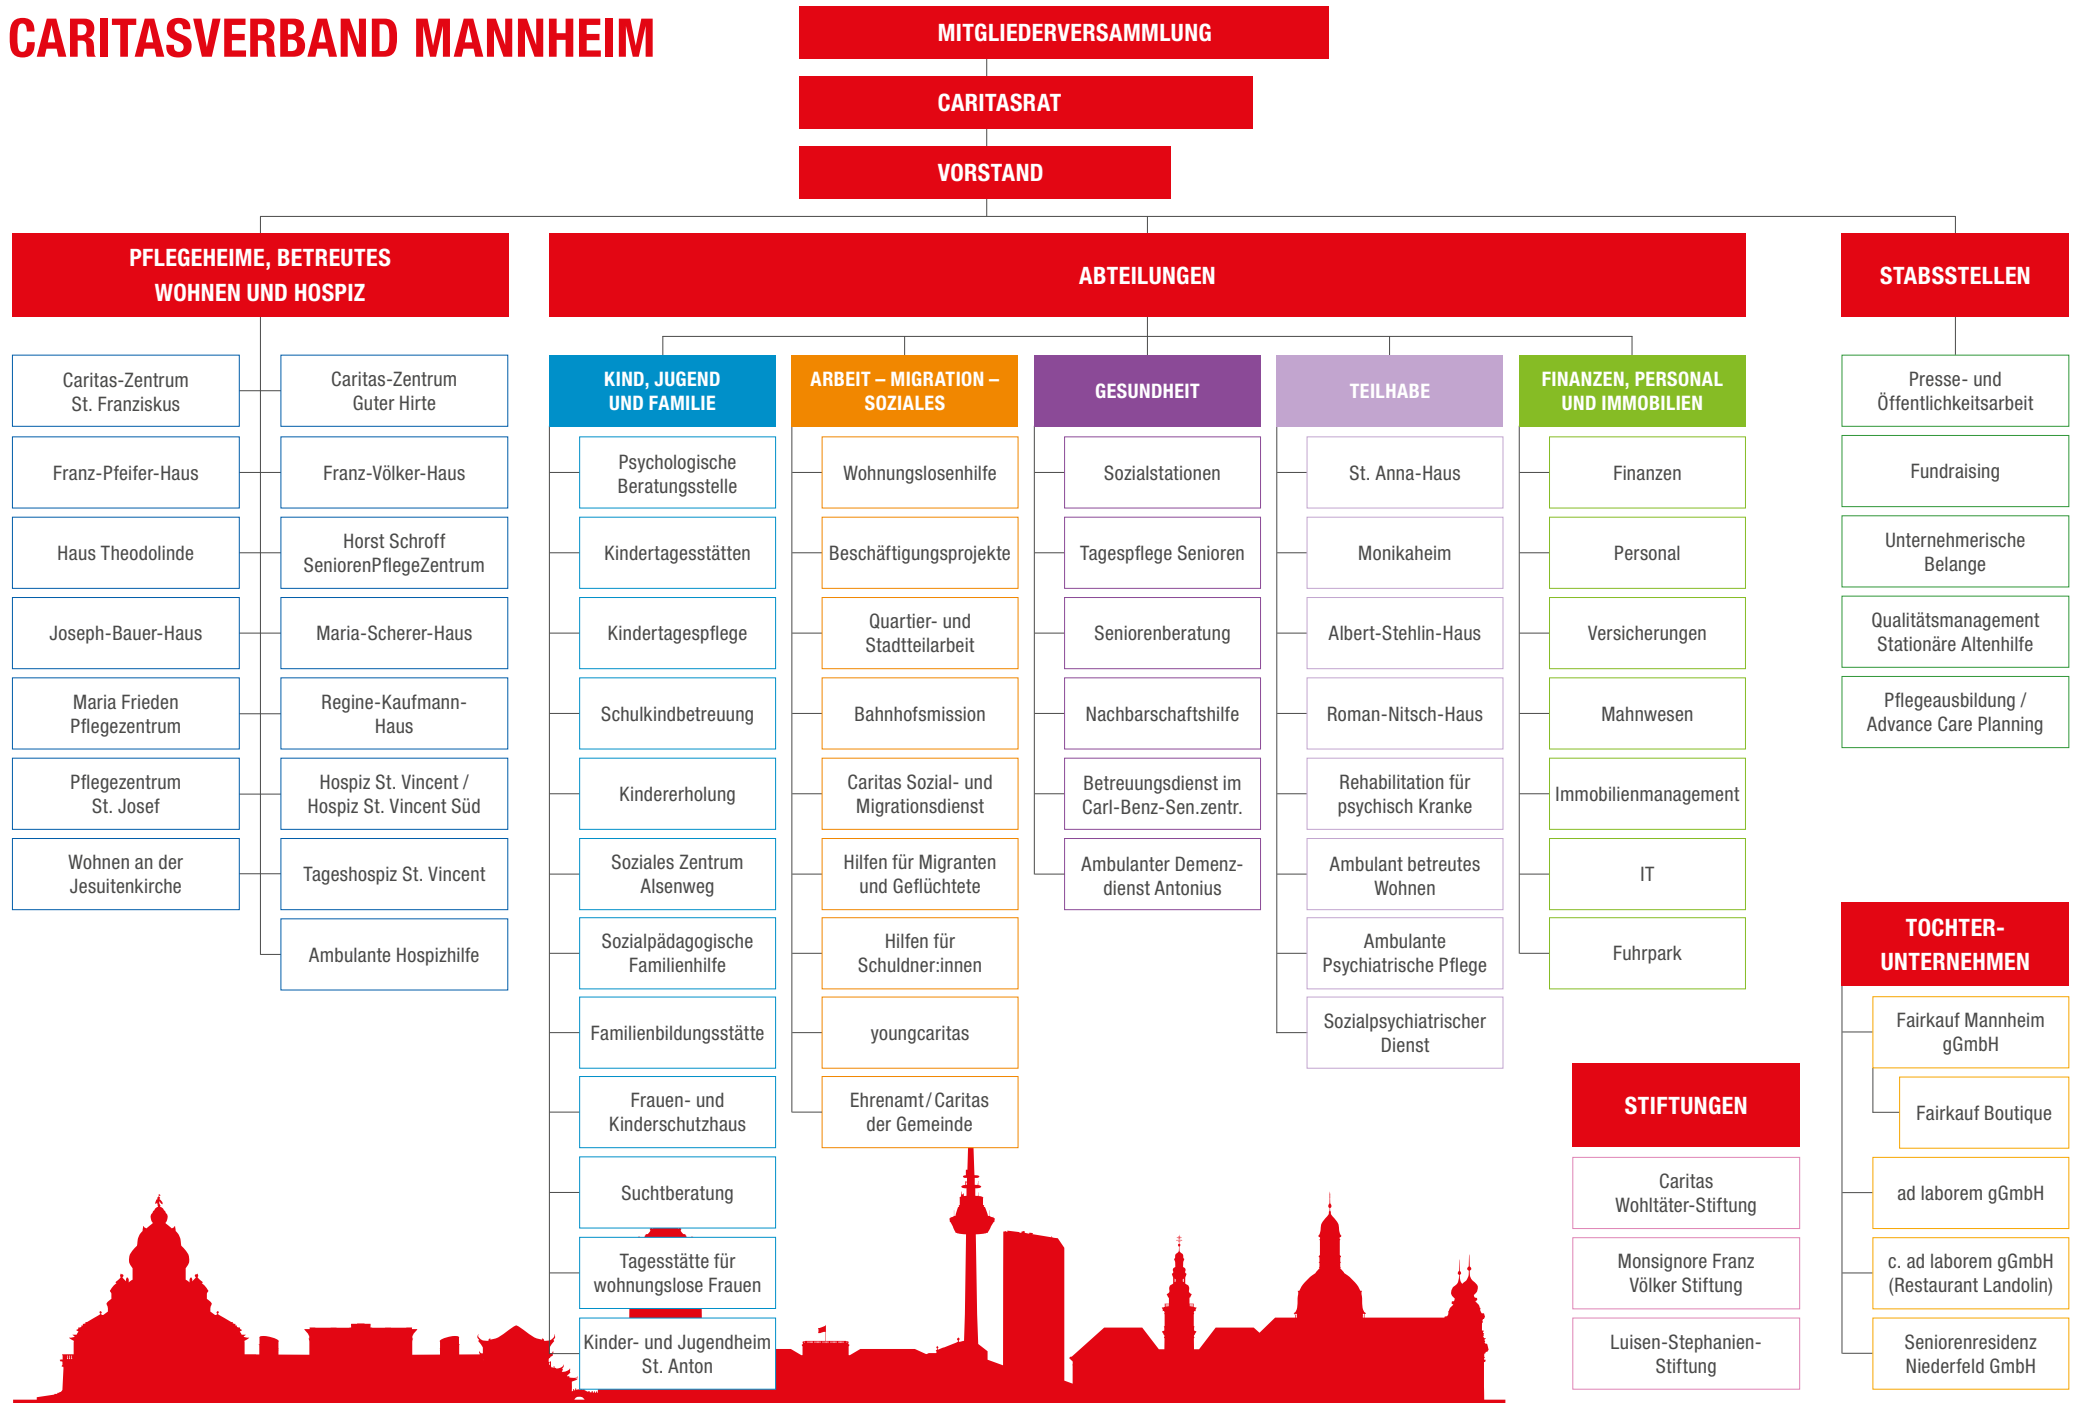 CARITASVERBAND MANNHEIM
MITGLIEDERVERSAMMLUNG
CARITASRAT
VORSTAND
PFLEGEHEIME, BETREUTES
WOHNEN UND HOSPIZ
Caritas-Zentrum
St. Franziskus
Caritas-Zentrum
Guter Hirte
Franz-Pfeifer-Haus
Franz-Völker-Haus
Haus Theodolinde
Horst Schroff
SeniorenPflegeZentrum
Joseph-Bauer-Haus
Maria-Scherer-Haus
Maria Frieden
Pflegezentrum
Regine-Kaufmann-
Haus
Pflegezentrum
St. Josef
Hospiz St. Vincent /
Hospiz St. Vincent Süd
Wohnen an der
Jesuitenkirche
Tageshospiz St. Vincent
Ambulante Hospizhilfe
ABTEILUNGEN
KIND, JUGEND
UND FAMILIE
Psychologische
Beratungsstelle
Kindertagesstätten
Kindertagespflege
Schulkindbetreuung
Kindererholung
Soziales Zentrum
Alsenweg
Sozialpädagogische
Familienhilfe
Familienbildungsstätte
Frauen- und
Kinderschutzhaus
Suchtberatung
Tagesstätte für
wohnungslose Frauen
Kinder- und Jugendheim
St. Anton
ARBEIT – MIGRATION –
SOZIALES
Wohnungslosenhilfe
Beschäftigungsprojekte
Quartier- und
Stadtteilarbeit
Bahnhofsmission
Caritas Sozial- und
Migrationsdienst
Hilfen für Migranten
und Geflüchtete
Hilfen für
Schuldner:innen
youngcaritas
Ehrenamt / Caritas
der Gemeinde
GESUNDHEIT
Sozialstationen
Tagespflege Senioren
Seniorenberatung
Nachbarschaftshilfe
Betreuungsdienst im
Carl-Benz-Sen.zentr.
Ambulanter Demenz-
dienst Antonius
TEILHABE
St. Anna-Haus
Monikaheim
Albert-Stehlin-Haus
Roman-Nitsch-Haus
Rehabilitation für
psychisch Kranke
Ambulant betreutes
Wohnen
Ambulante
Psychiatrische Pflege
Sozialpsychiatrischer
Dienst
FINANZEN, PERSONAL
UND IMMOBILIEN
Finanzen
Personal
Versicherungen
Mahnwesen
Immobilienmanagement
IT
Fuhrpark
STABSSTELLEN
Presse- und
Öffentlichkeitsarbeit
Fundraising
Unternehmerische
Belange
Qualitätsmanagement
Stationäre Altenhilfe
Pflegeausbildung /
Advance Care Planning
STIFTUNGEN
Caritas
Wohltäter-Stiftung
Monsignore Franz
Völker Stiftung
Luisen-Stephanien-
Stiftung
TOCHTER-
UNTERNEHMEN
Fairkauf Mannheim
gGmbH
Fairkauf Boutique
ad laborem gGmbH
c. ad laborem gGmbH
(Restaurant Landolin)
Seniorenresidenz
Niederfeld GmbH